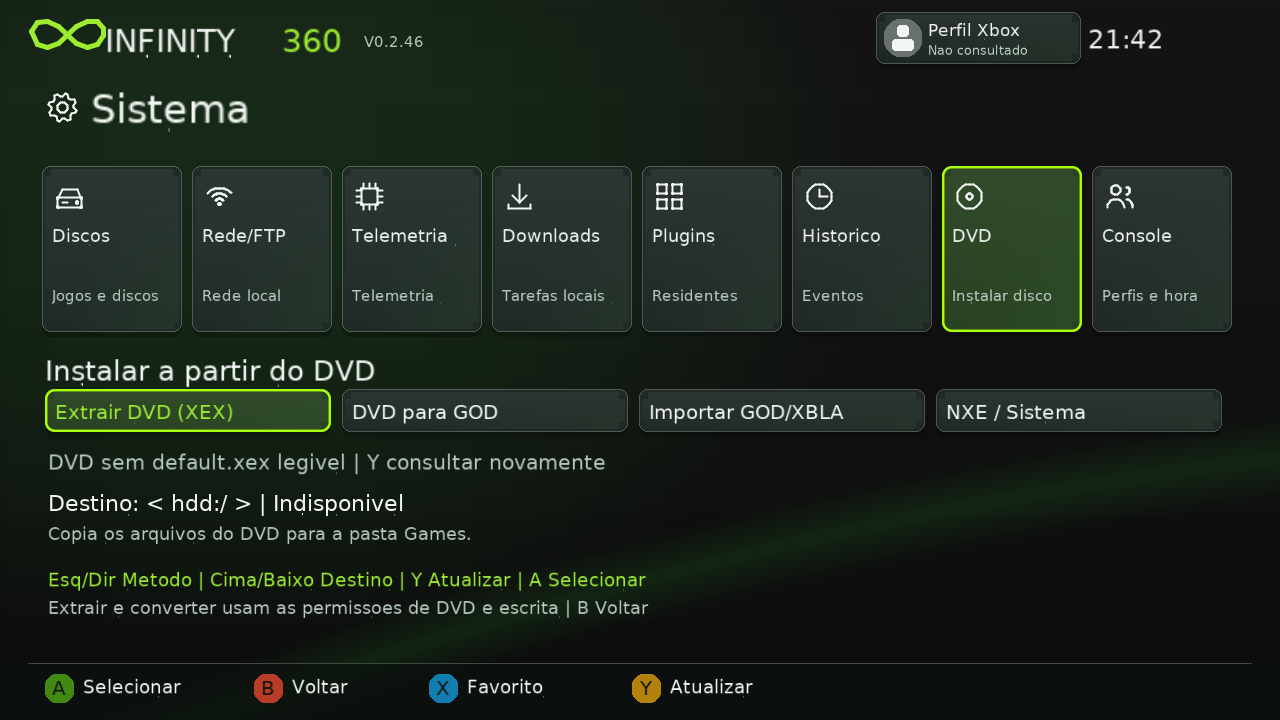 INFINITY 360 V0.2.46
Perfil Xbox
Nao consultado
21:42
Sistema
Discos
Jogos e discos
Rede/FTP
Rede local
Telemetria
Telemetria
Downloads
Tarefas locais
Plugins
Residentes
Historico
Eventos
DVD
Instalar disco
Console
Perfis e hora
Instalar a partir do DVD
Extrair DVD (XEX)
DVD para GOD
Importar GOD/XBLA
NXE / Sistema
DVD sem default.xex legivel | Y consultar novamente
Destino: < hdd:/ > | Indisponivel
Copia os arquivos do DVD para a pasta Games.
Esq/Dir Metodo | Cima/Baixo Destino | Y Atualizar | A Selecionar
Extrair e converter usam as permissoes de DVD e escrita | B Voltar
A Selecionar
B Voltar
X Favorito
Y Atualizar